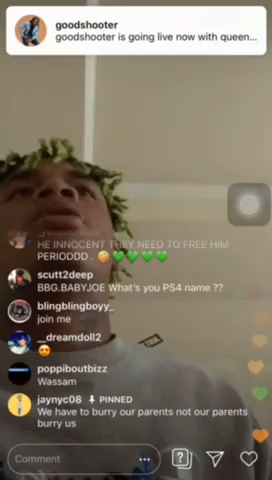 goodshooter
goodshooter is going live now with queen...
HE INNOCENT THEY NEED TO FREE HIM
PERIODDD . 🤪💚💚💚💚
scutt2deep
BBG.BABYJOE What's you PS4 name ??
blingblingboyy_
join me
__dreamdoll2
😍
poppiboutbizz
Wassam
jaynyc08 PINNED
We have to burry our parents not our parents
burry us
Comment